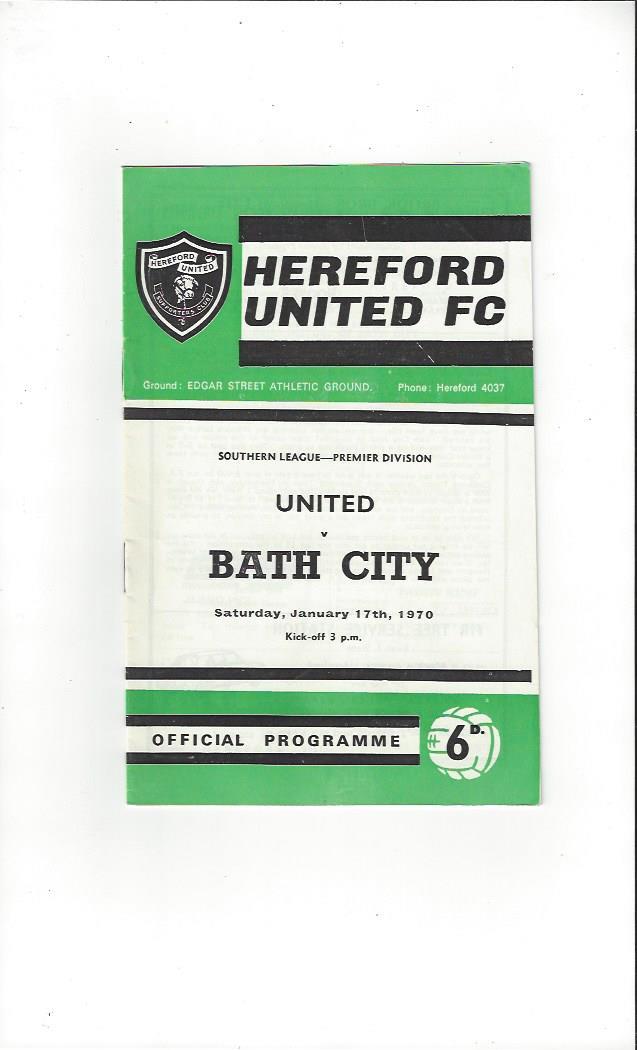 HEREFORD
UNITED
SUPPORTERS CLUB
HEREFORD
UNITED FC
Ground: EDGAR STREET ATHLETIC GROUND. Phone: Hereford 4037
SOUTHERN LEAGUE—PREMIER DIVISION
UNITED
v
BATH CITY
Saturday, January 17th, 1970
Kick-off 3 p.m.
OFFICIAL PROGRAMME
6D.